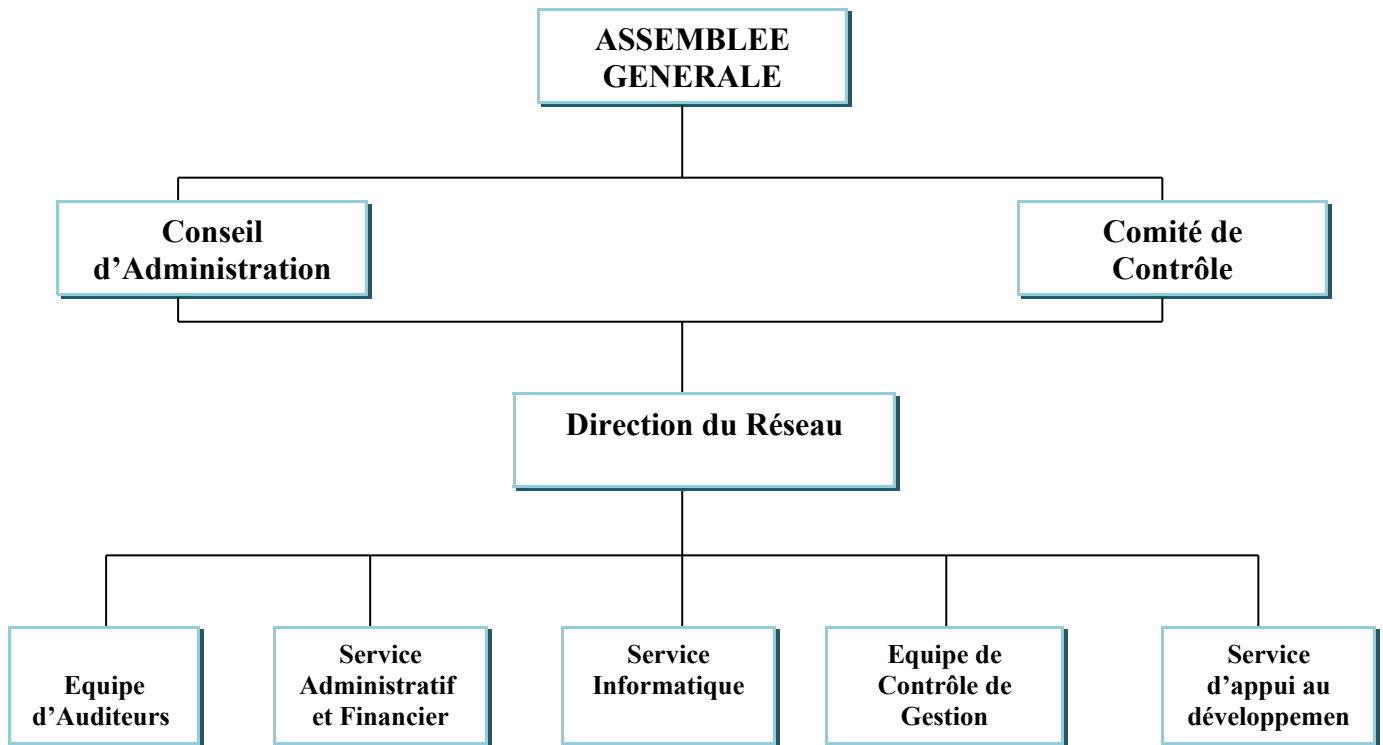 ASSEMBLEE
GENERALE
Conseil
d’Administration
Comité de
Contrôle
Direction du Réseau
Equipe
d’Auditeurs
Service
Administratif
et Financier
Service
Informatique
Equipe de
Contrôle de
Gestion
Service
d’appui au
développemen